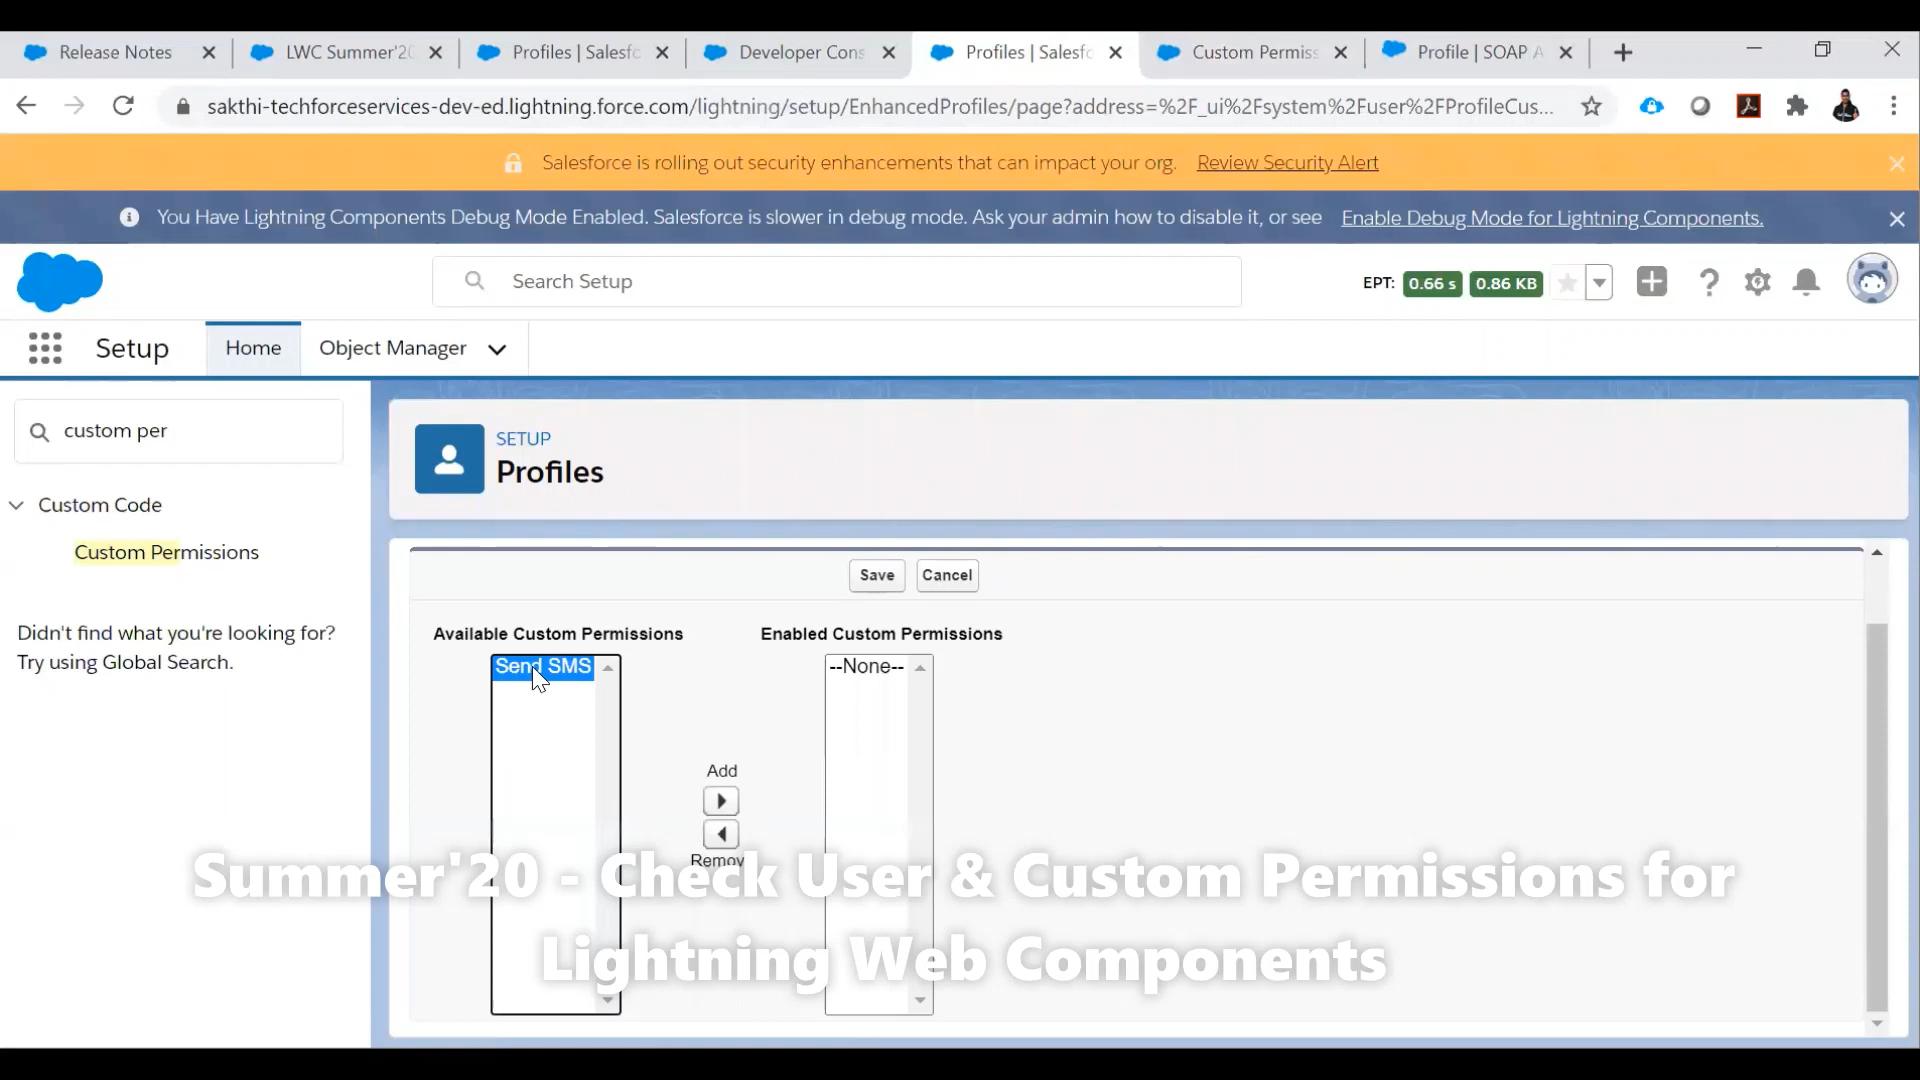 Release Notes
LWC Summer'20
Profiles | Salesfc
Developer Cons
Profiles | Salesfc
Custom Permiss
Profile | SOAP A
sakthi-techforceservices-dev-ed.lightning.force.com/lightning/setup/EnhancedProfiles/page?address=%2F_ui%2Fsystem%2Fuser%2FProfileCus...
Salesforce is rolling out security enhancements that can impact your org. Review Security Alert
You Have Lightning Components Debug Mode Enabled. Salesforce is slower in debug mode. Ask your admin how to disable it, or see Enable Debug Mode for Lightning Components.
Search Setup
EPT: 0.66 s 0.86 KB
Setup
Home
Object Manager
custom per
Custom Code
Custom Permissions
Didn't find what you're looking for?
Try using Global Search.
SETUP
Profiles
Save Cancel
Available Custom Permissions
Enabled Custom Permissions
Send SMS
--None--
Add
Remov
Summer'20 - Check User & Custom Permissions for
Lightning Web Components